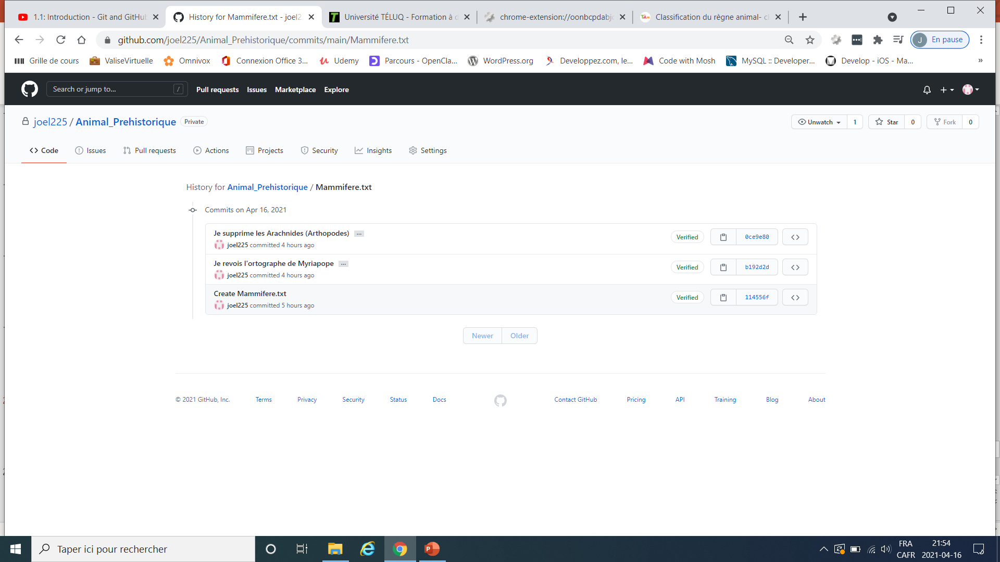 1.1: Introduction - Git and GitHub
History for Mammifere.txt - joel2
Université TÉLUQ - Formation à d
chrome-extension://oonbcpdabjc
Classification du règne animal- cl
github.com/joel225/Animal_Prehistorique/commits/main/Mammifere.txt
J En pause
Grille de cours
ValiseVirtuelle
Omnivox
Connexion Office 3...
Udemy
Parcours - OpenCla...
WordPress.org
Developpez.com, le...
Code with Mosh
MySQL :: Developer...
Develop - iOS - Ma...
»
Search or jump to... /
Pull requests Issues Marketplace Explore
joel225 / Animal_Prehistorique Private
Unwatch 1
Star 0
Fork 0
Code
Issues
Pull requests
Actions
Projects
Security
Insights
Settings
History for Animal_Prehistorique / Mammifere.txt
Commits on Apr 16, 2021
Je supprime les Arachnides (Arthopodes) ...
joel225 committed 4 hours ago
Verified 0ce9e80
Je revois l'ortographe de Myriapope ...
joel225 committed 4 hours ago
Verified b192d2d
Create Mammifere.txt
joel225 committed 5 hours ago
Verified 114556f
Newer Older
© 2021 GitHub, Inc. Terms Privacy Security Status Docs Contact GitHub Pricing API Training Blog About
Taper ici pour rechercher
FRA
CAFR
21:54
2021-04-16